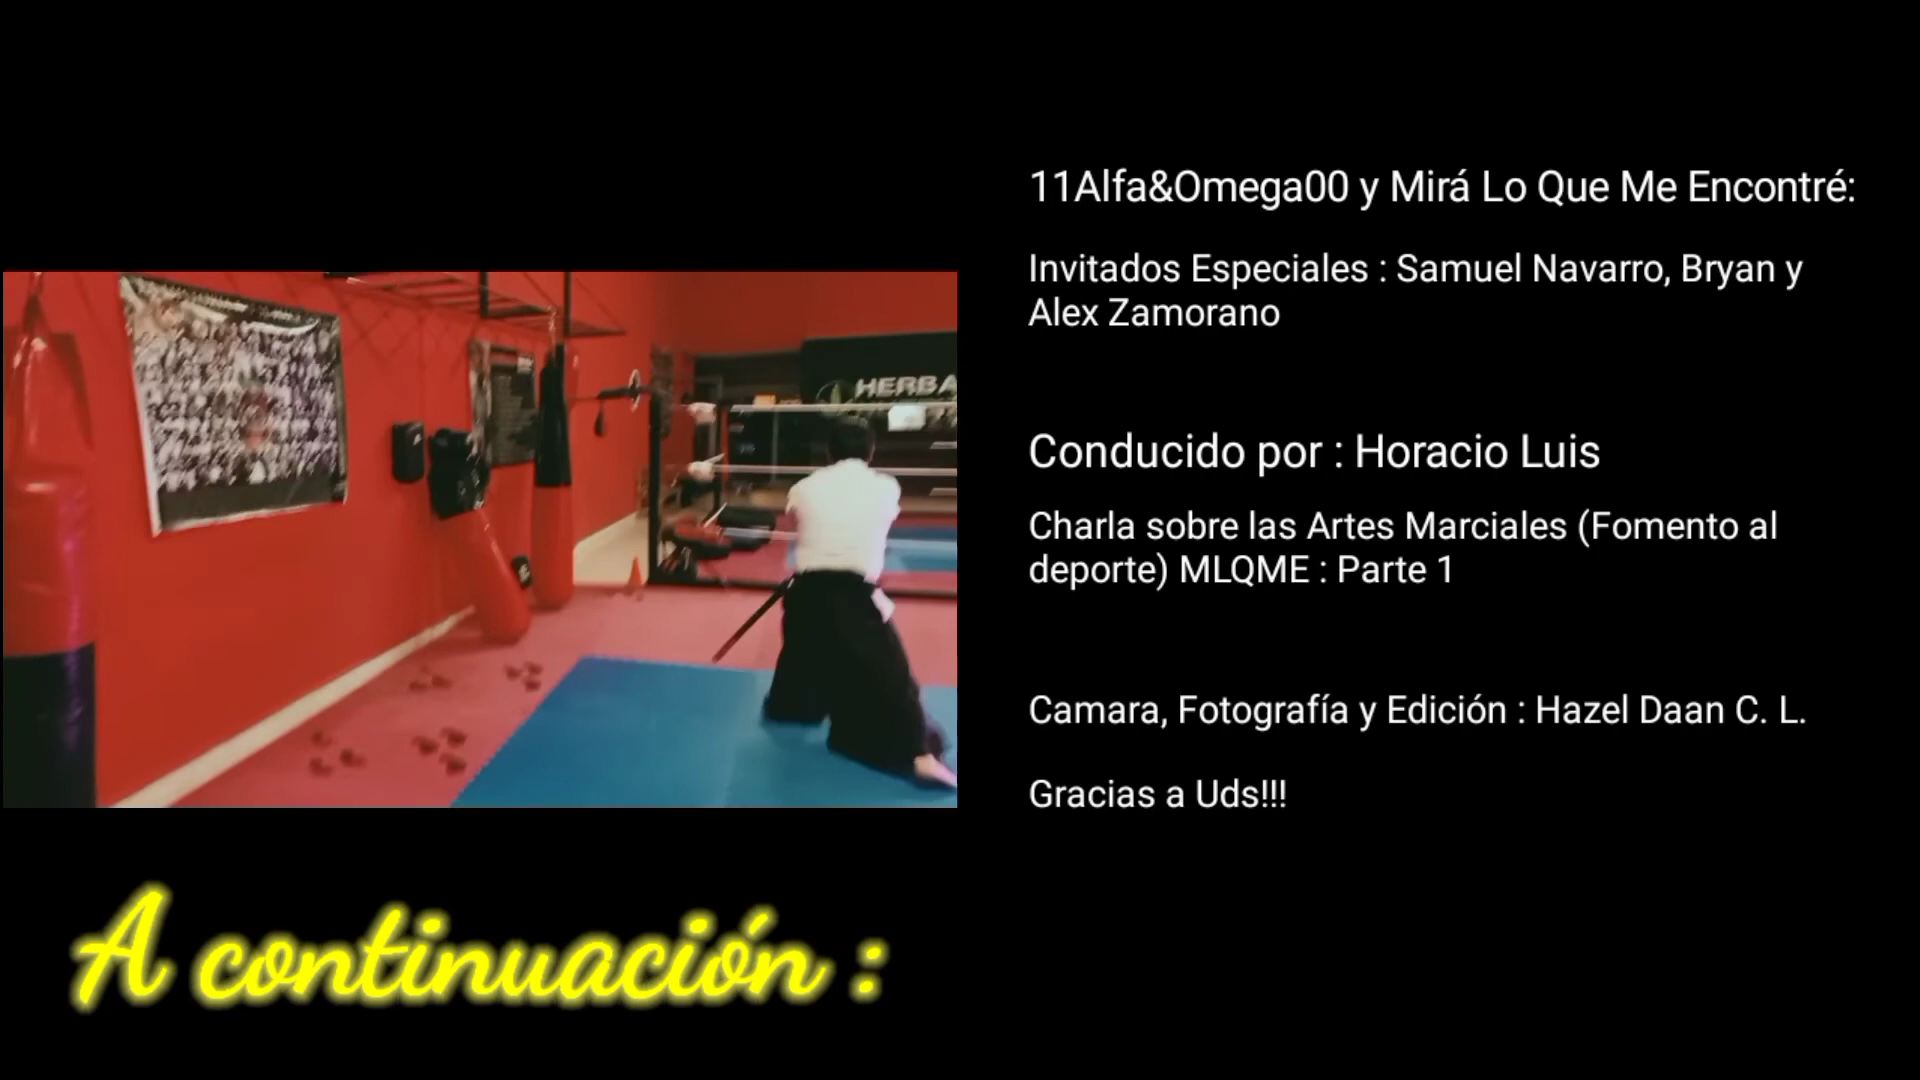 11Alfa&Omega00 y Mirá Lo Que Me Encontré:
Invitados Especiales : Samuel Navarro, Bryan y
Alex Zamorano
Conducido por : Horacio Luis
Charla sobre las Artes Marciales (Fomento al
deporte) MLQME : Parte 1
Camara, Fotografía y Edición : Hazel Daan C. L.
Gracias a Uds!!!
HERBA
A continuación :